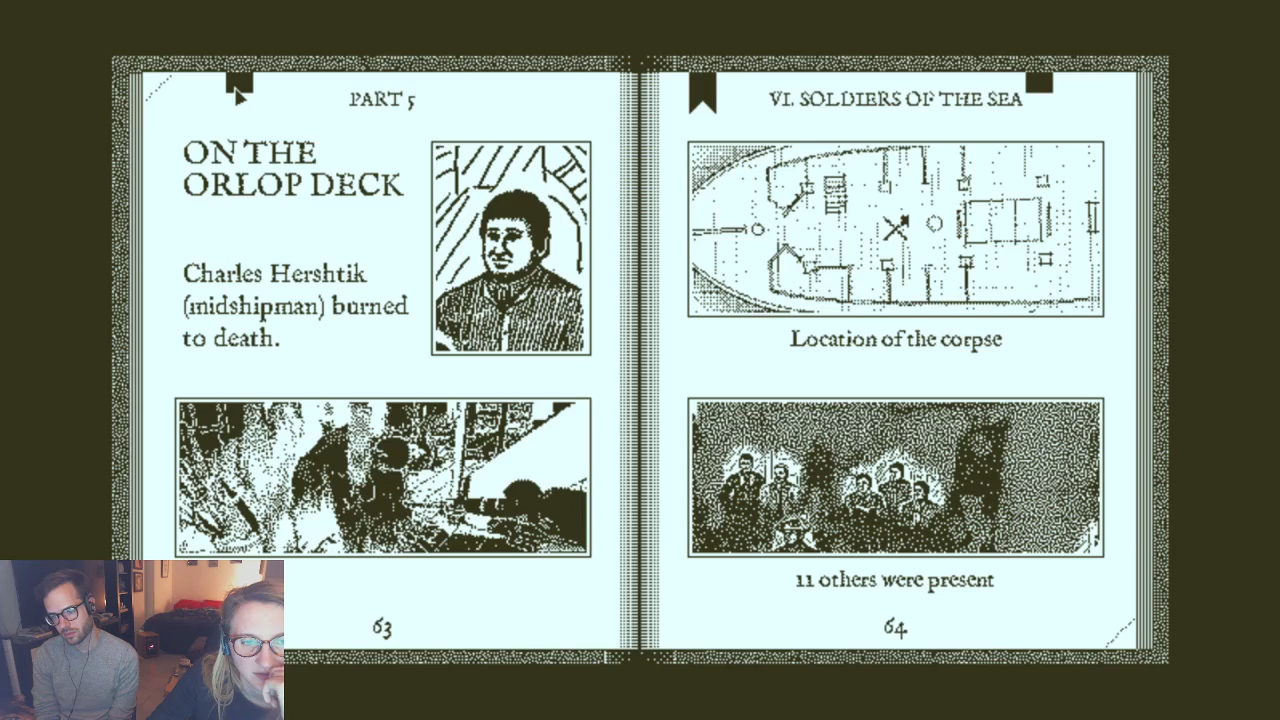 PART 5
ON THE
ORLOP DECK
Charles Hershtik
(midshipman) burned
to death.
63
VI. SOLDIERS OF THE SEA
Location of the corpse
11 others were present
64